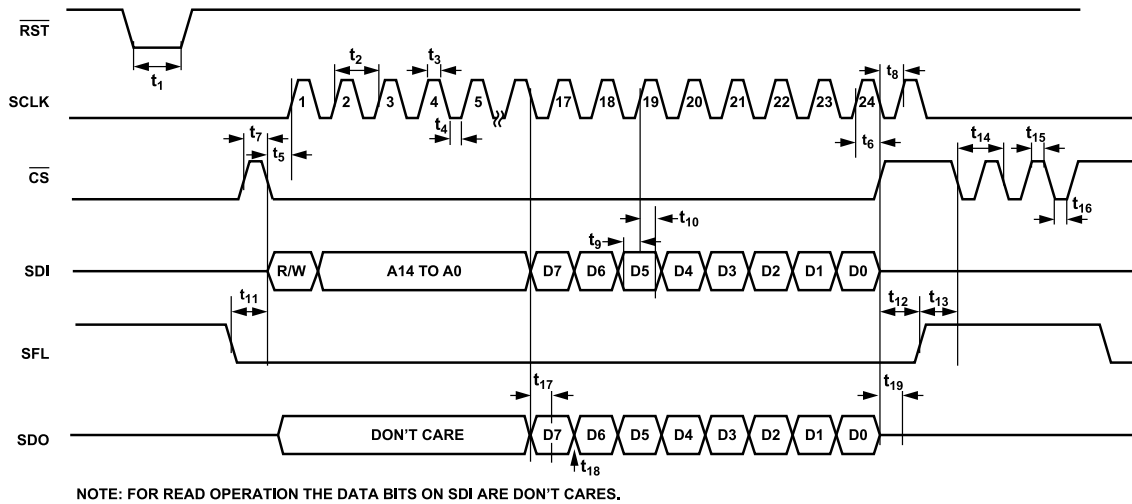 RST
t1
SCLK
t2
t3
t8
1 2 3 4 5 17 18 19 20 21 22 23 24
t4
t7
t5
t6
t14
t15
CS
t16
t10
t9
SDI
R/W A14 TO A0 D7 D6 D5 D4 D3 D2 D1 D0
t11
t12
t13
SFL
t17
t19
SDO
DON'T CARE D7 D6 D5 D4 D3 D2 D1 D0
t18
NOTE: FOR READ OPERATION THE DATA BITS ON SDI ARE DON'T CARES.